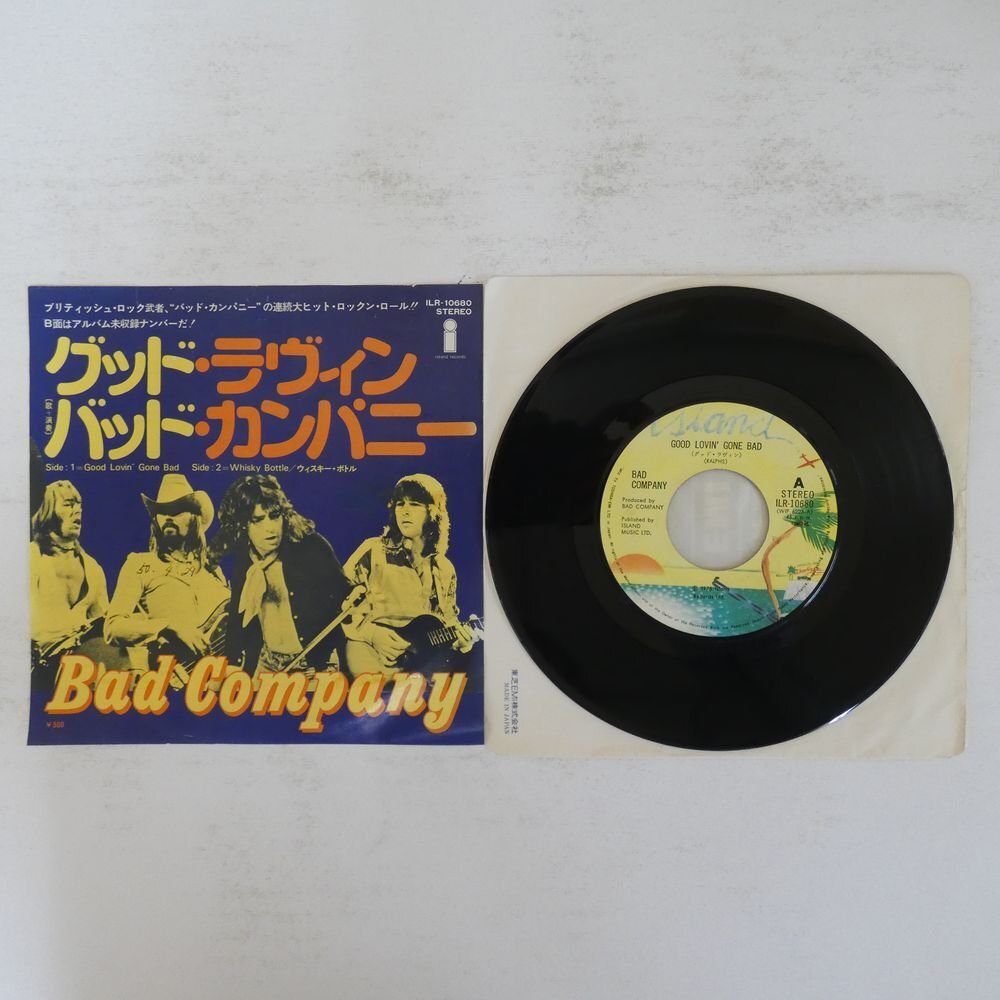 ブリティッシュ・ロック武者、“バッド・カンパニー”の連続大ヒット・ロックン・ロール!!
B面はアルバム未収録ナンバーだ!
ILR-10680
STEREO
i
island records
グッド・ラヴィン
[歌・演奏]
バッド・カンパニー
Side : 1 = Good Lovin' Gone Bad Side : 2 = Whisky Bottle/ウィスキー・ボトル
50. 4. 29
Bad Company
¥500
island
GOOD LOVIN' GONE BAD
(グッド・ラヴィン)
(RALPHS)
BAD
COMPANY
Produced by
BAD COMPANY
Published by
ISLAND
MUSIC LTD.
A
STEREO
ILR-10680
東芝EMI株式会社
MADE IN JAPAN